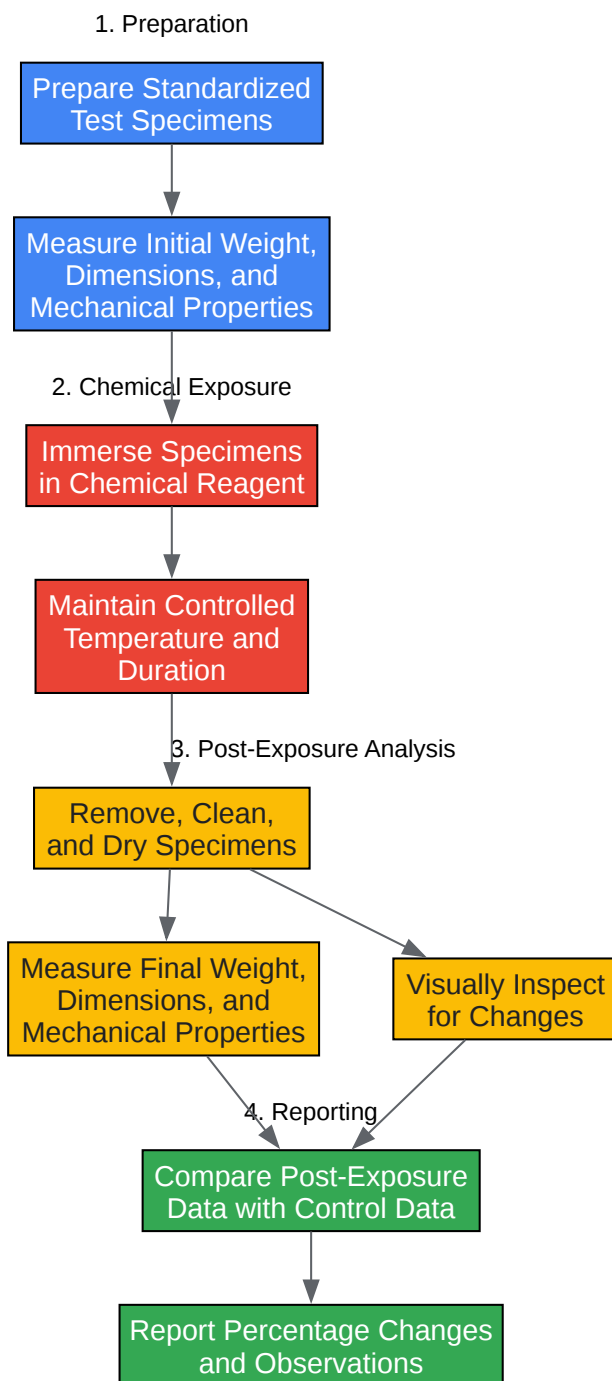 1. Preparation
Prepare Standardized
Test Specimens
Measure Initial Weight,
Dimensions, and
Mechanical Properties
2. Chemical Exposure
Immerse Specimens
in Chemical Reagent
Maintain Controlled
Temperature and
Duration
3. Post-Exposure Analysis
Remove, Clean,
and Dry Specimens
Measure Final Weight,
Dimensions, and
Mechanical Properties
Visually Inspect
for Changes
4. Reporting
Compare Post-Exposure
Data with Control Data
Report Percentage Changes
and Observations